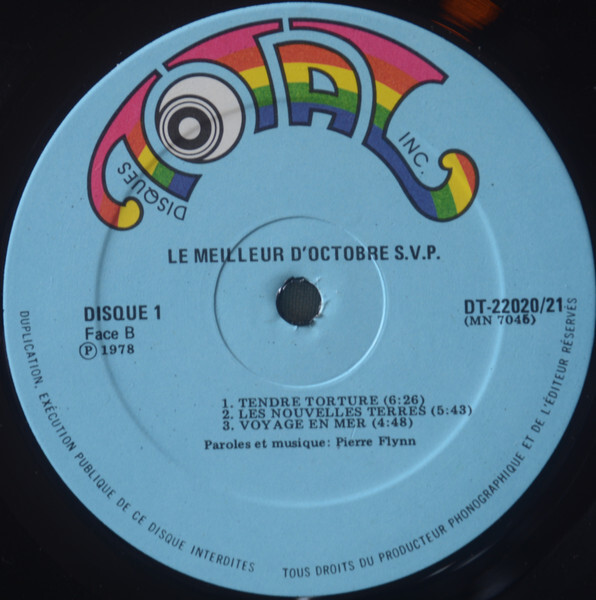 DISQUES TOTAL INC.
LE MEILLEUR D'OCTOBRE S.V.P.
DISQUE 1
Face B
Ⓟ 1978
DT-22020/21
(MN 7046)
1. TENDRE TORTURE (6:26)
2. LES NOUVELLES TERRES (5:43)
3. VOYAGE EN MER (4:48)
Paroles et musique: Pierre Flynn
DUPLICATION, EXÉCUTION PUBLIQUE DE CE DISQUE INTERDITES
TOUS DROITS DU PRODUCTEUR PHONOGRAPHIQUE ET DE L'ÉDITEUR RÉSERVÉS